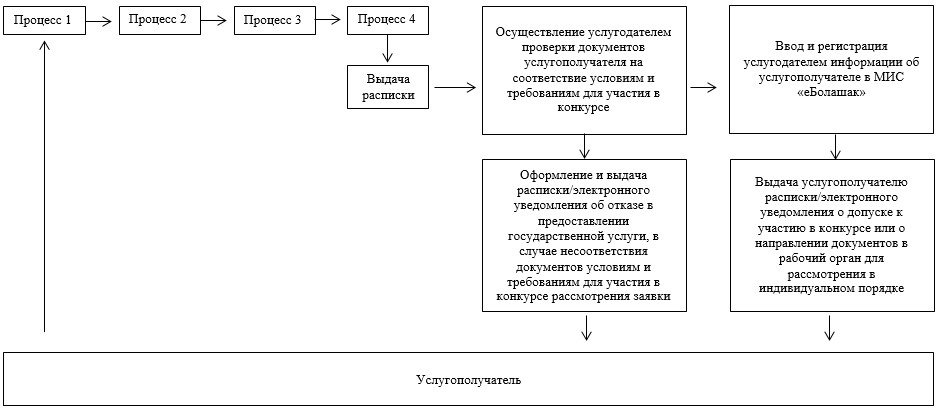 Процесс 1
Процесс 2
Процесс 3
Процесс 4
Выдача
расписки
Осуществление услугодателем
проверки документов
услугополучателя на
соответствие условиям и
требованиям для участия в
конкурсе
Ввод и регистрация
услугодателем информации об
услугополучателе в МИС
«еБолашак»
Оформление и выдача
расписки/электронного
уведомления об отказе в
предоставлении
государственной услуги, в
случае несоответствия
документов условиям и
требованиям для участия в
конкурсе рассмотрения заявки
Выдача услугополучателю
расписки/электронного
уведомления о допуске к
участию в конкурсе или о
направлении документов в
рабочий орган для
рассмотрения в
индивидуальном порядке
Услугополучатель